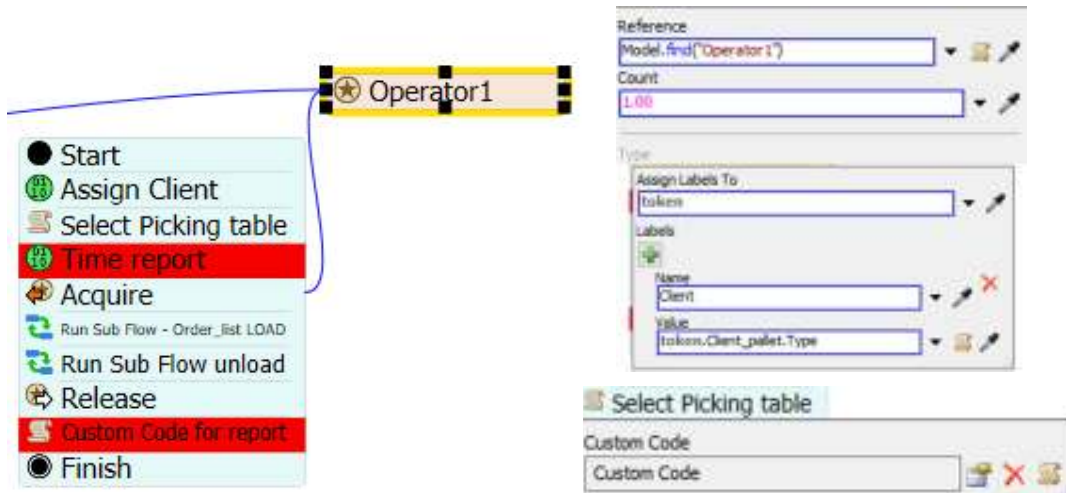 Operator1
Start
Assign Client
Select Picking table
Time report
Acquire
Run Sub Flow - Order_list LOAD
Run Sub Flow unload
Release
Custom Code for report
Finish
Reference
Model.find("Operator1")
Count
1.00
Type
Assign Labels To
token
Labels
Name
Client
Value
token.Client_pallet.Type
Select Picking table
Custom Code
Custom Code